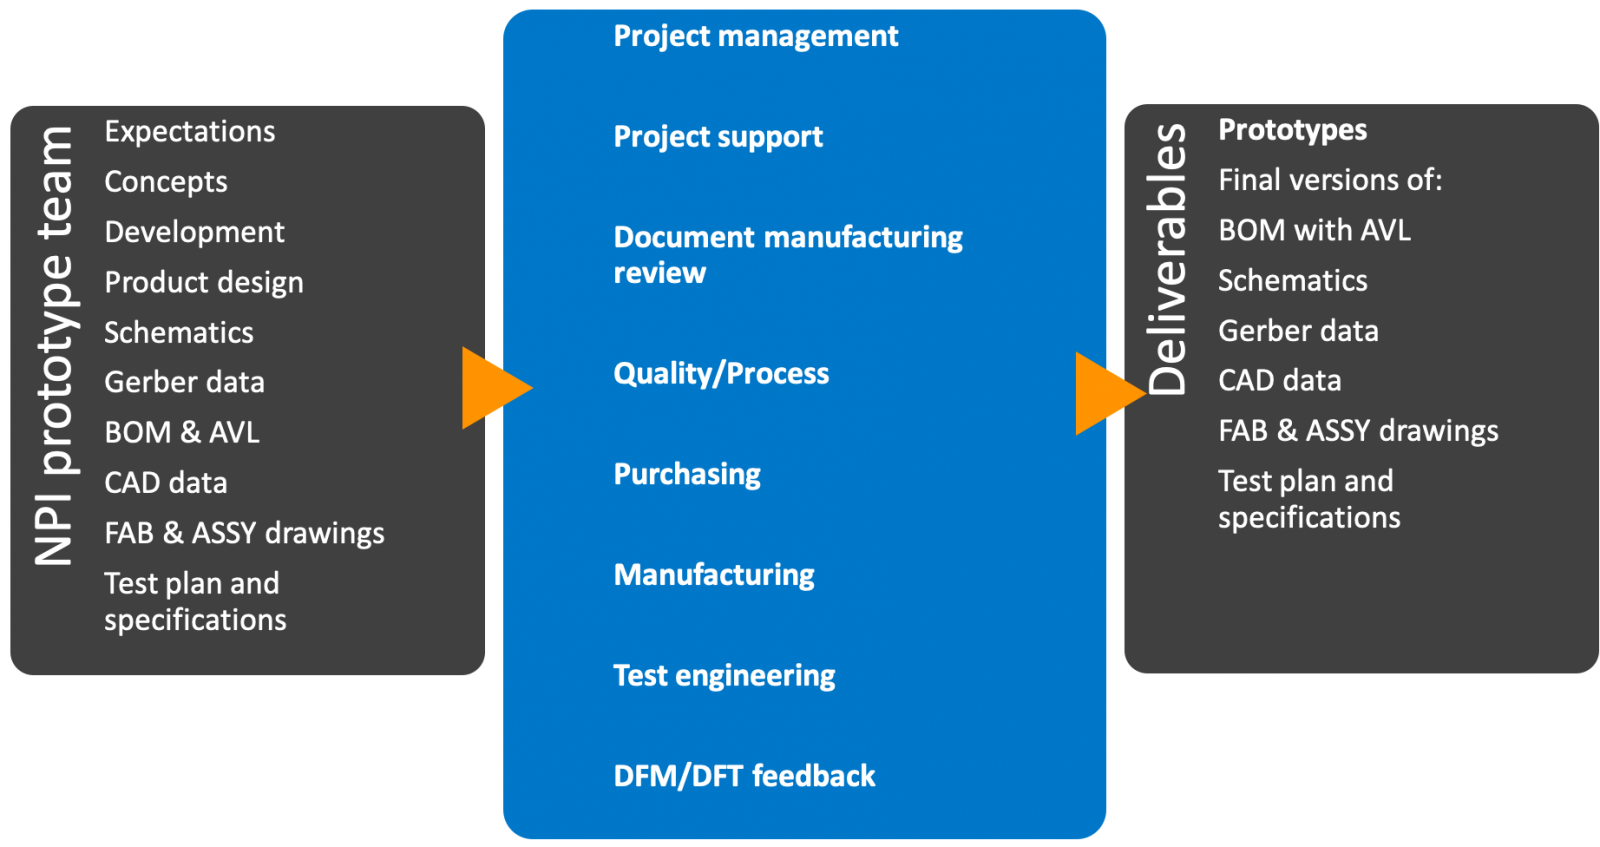 NPI prototype team
Expectations
Concepts
Development
Product design
Schematics
Gerber data
BOM & AVL
CAD data
FAB & ASSY drawings
Test plan and
specifications
Project management
Project support
Document manufacturing
review
Quality/Process
Purchasing
Manufacturing
Test engineering
DFM/DFT feedback
Deliverables
Prototypes
Final versions of:
BOM with AVL
Schematics
Gerber data
CAD data
FAB & ASSY drawings
Test plan and
specifications